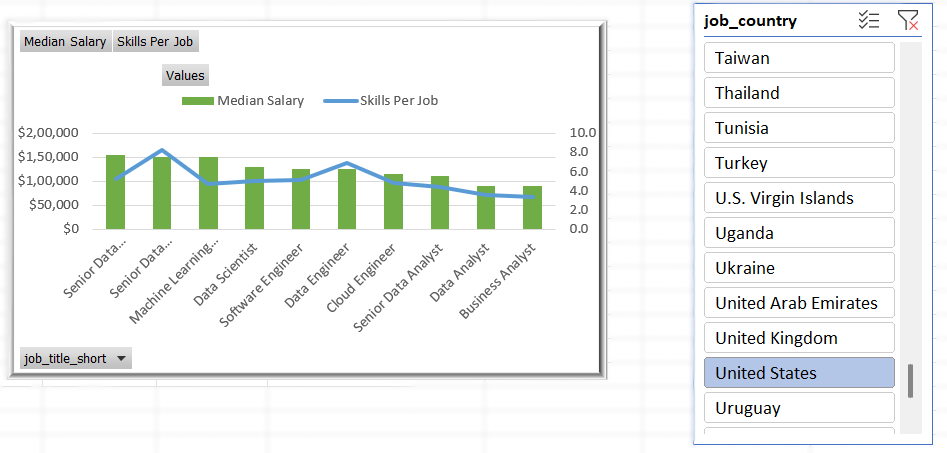 Median Salary Skills Per Job
Values
Median Salary Skills Per Job
$2,00,000
$1,50,000
$1,00,000
$50,000
$0
10.0
8.0
6.0
4.0
2.0
0.0
Senior Data...
Senior Data...
Machine Learning...
Data Scientist
Software Engineer
Data Engineer
Cloud Engineer
Senior Data Analyst
Data Analyst
Business Analyst
job_title_short
job_country
Taiwan
Thailand
Tunisia
Turkey
U.S. Virgin Islands
Uganda
Ukraine
United Arab Emirates
United Kingdom
United States
Uruguay